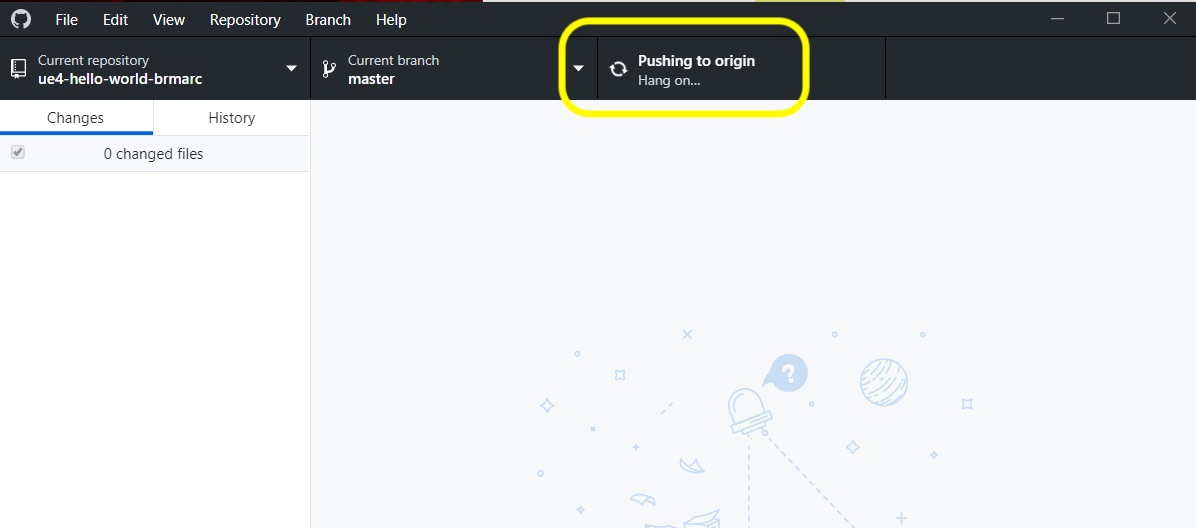 File Edit View Repository Branch Help
Current repository
ue4-hello-world-brmarc
Current branch
master
Pushing to origin
Hang on...
Changes History
0 changed files
?